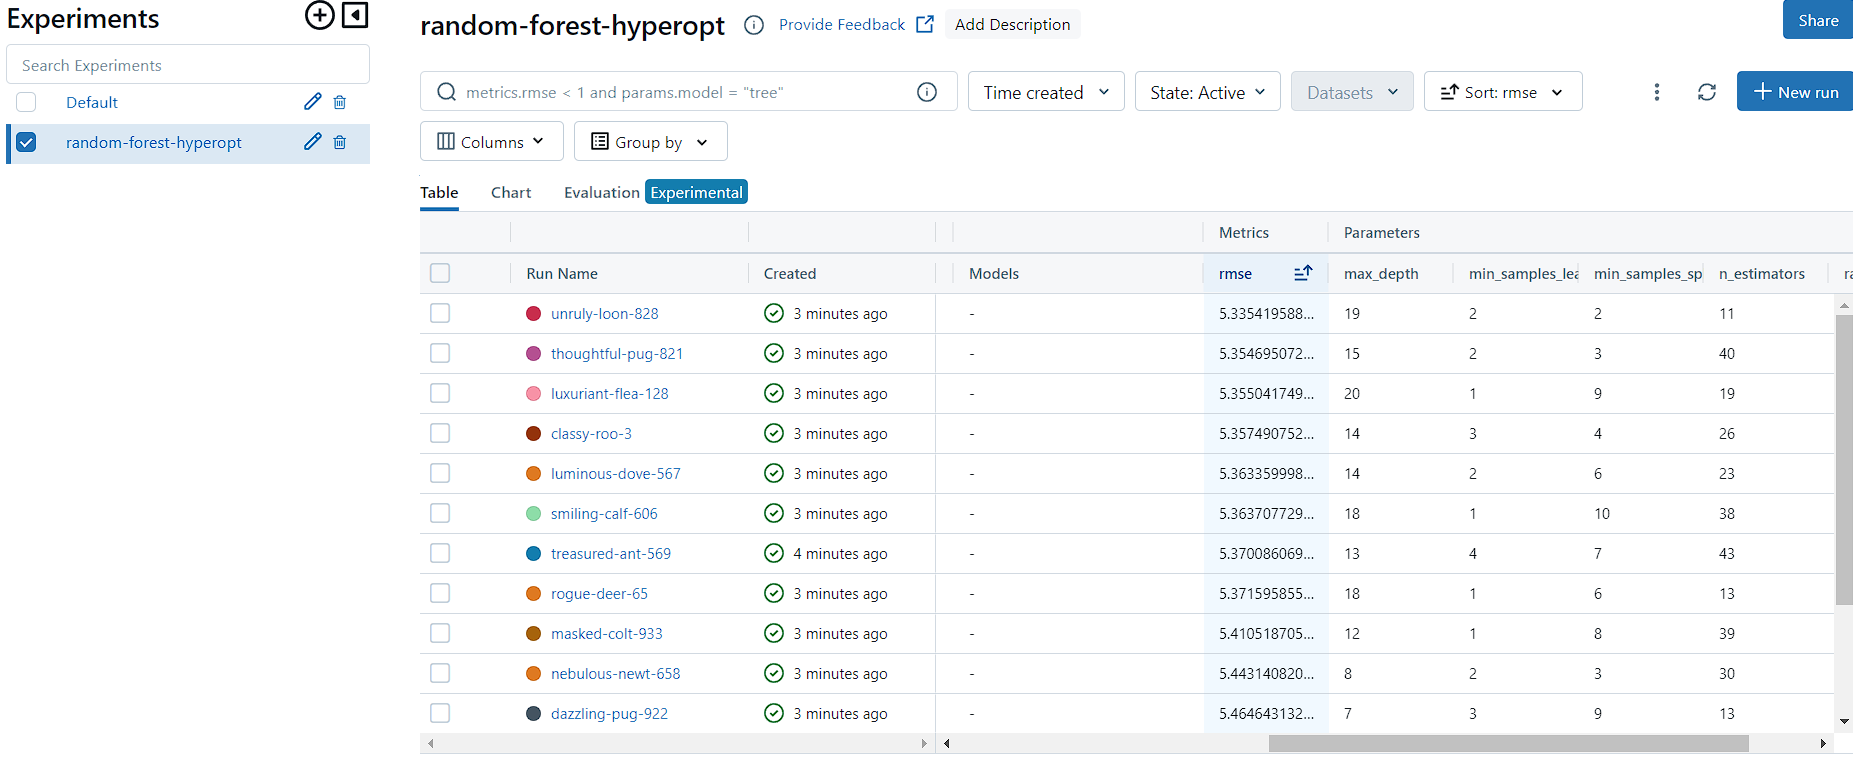 Experiments
Search Experiments
Default
random-forest-hyperopt
random-forest-hyperopt Provide Feedback Add Description Share
metrics.rmse < 1 and params.model = "tree" Time created State: Active Datasets Sort: rmse New run
Columns Group by
Table Chart Evaluation Experimental
Metrics Parameters
Run Name Created Models rmse max_depth min_samples_lea min_samples_sp n_estimators ra
unruly-loon-828 3 minutes ago - 5.335419588... 19 2 2 11
thoughtful-pug-821 3 minutes ago - 5.354695072... 15 2 3 40
luxuriant-flea-128 3 minutes ago - 5.355041749... 20 1 9 19
classy-roo-3 3 minutes ago - 5.357490752... 14 3 4 26
luminous-dove-567 3 minutes ago - 5.363359998... 14 2 6 23
smiling-calf-606 3 minutes ago - 5.363707729... 18 1 10 38
treasured-ant-569 4 minutes ago - 5.370086069... 13 4 7 43
rogue-deer-65 3 minutes ago - 5.371595855... 18 1 6 13
masked-colt-933 3 minutes ago - 5.410518705... 12 1 8 39
nebulous-newt-658 3 minutes ago - 5.443140820... 8 2 3 30
dazzling-pug-922 3 minutes ago - 5.464643132... 7 3 9 13